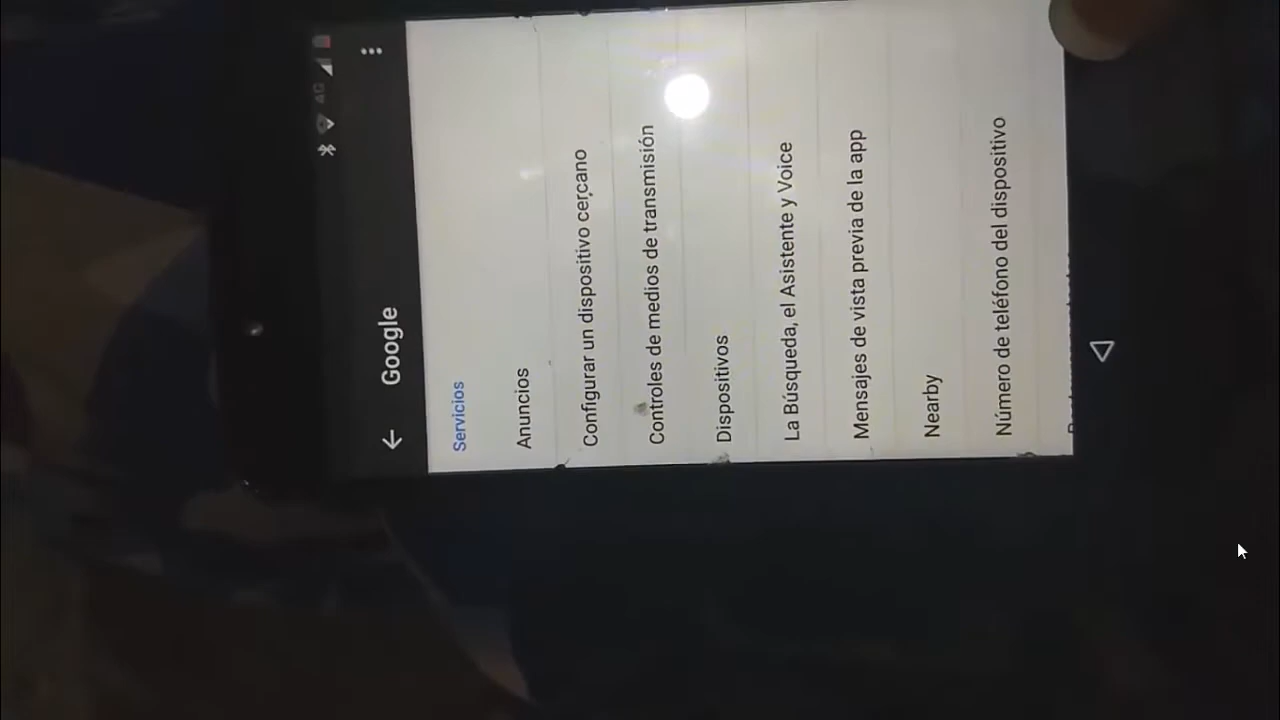 4G
Google
Servicios
Anuncios
Configurar un dispositivo cercano
Controles de medios de transmisión
Dispositivos
La Búsqueda, el Asistente y Voice
Mensajes de vista previa de la app
Nearby
Número de teléfono del dispositivo